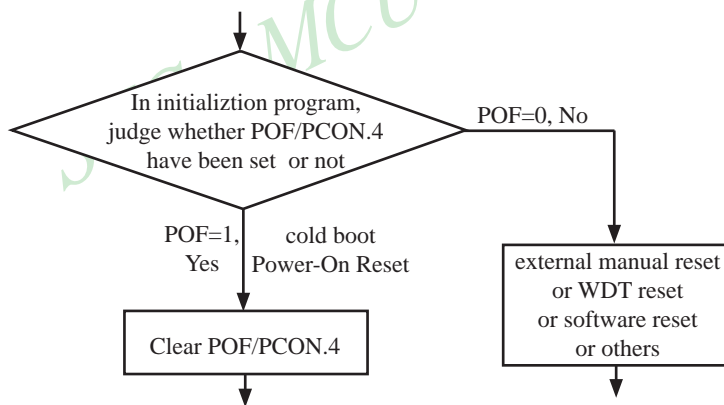 In initializtion program,
judge whether POF/PCON.4
have been set or not
POF=0, No
POF=1,
Yes
cold boot
Power-On Reset
Clear POF/PCON.4
external manual reset
or WDT reset
or software reset
or others
MCU